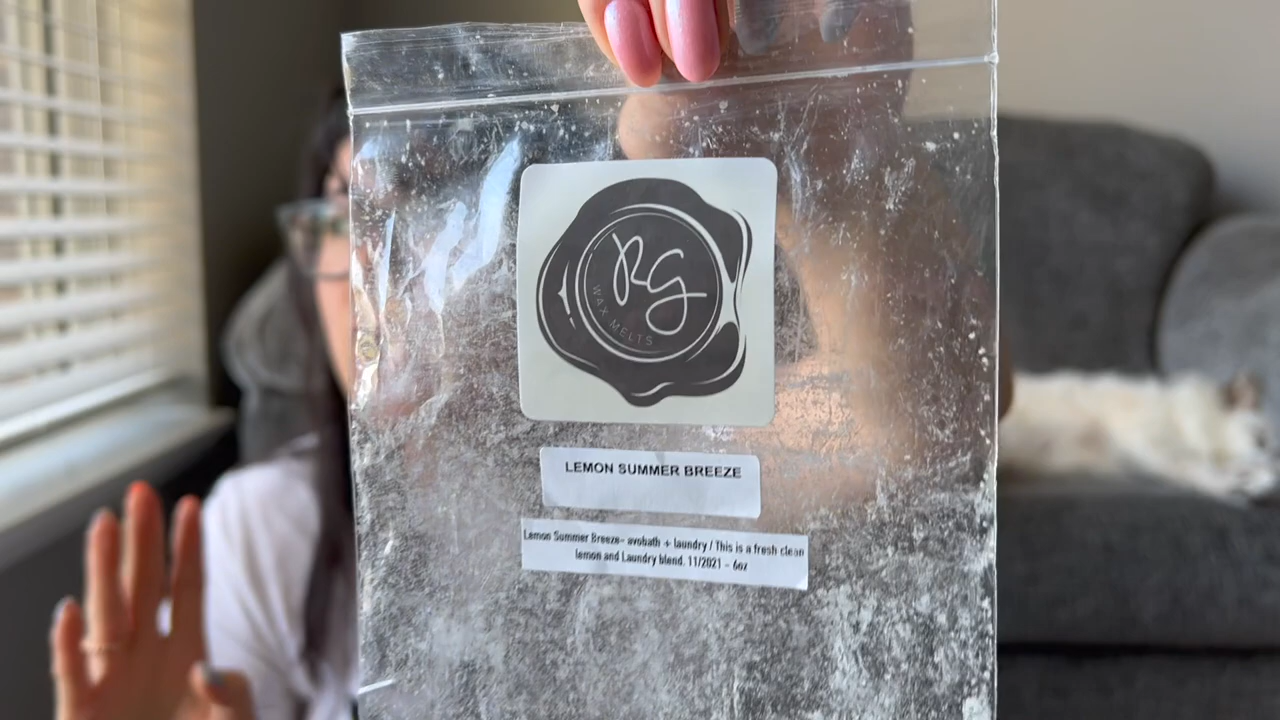 RG
WAX MELTS
LEMON SUMMER BREEZE
Lemon Summer Breeze- avobath + laundry / This is a fresh clean
lemon and Laundry blend. 11/2021 - 6oz